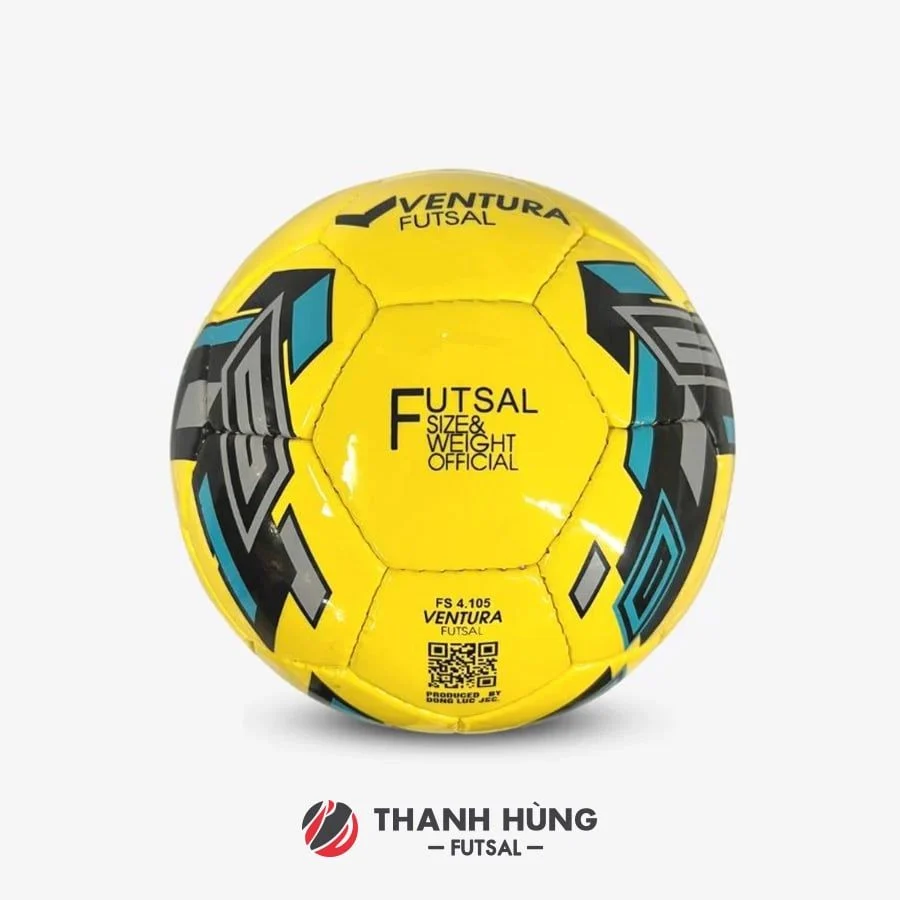 VENTURA
FUTSAL
FUTSAL
SIZE&
WEIGHT
OFFICIAL
FS 4.105
VENTURA
FUTSAL
PRODUCED BY
DONG LUC JSC.
THANH HÙNG
FUTSAL